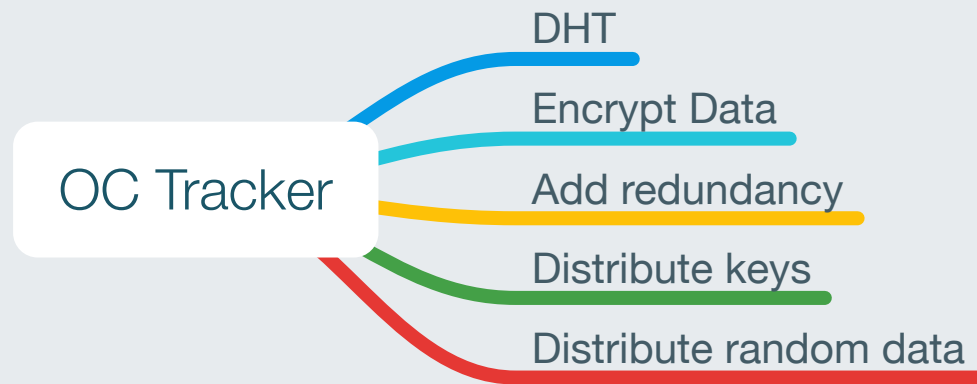 DHT
Encrypt Data
OC Tracker
Add redundancy
Distribute keys
Distribute random data